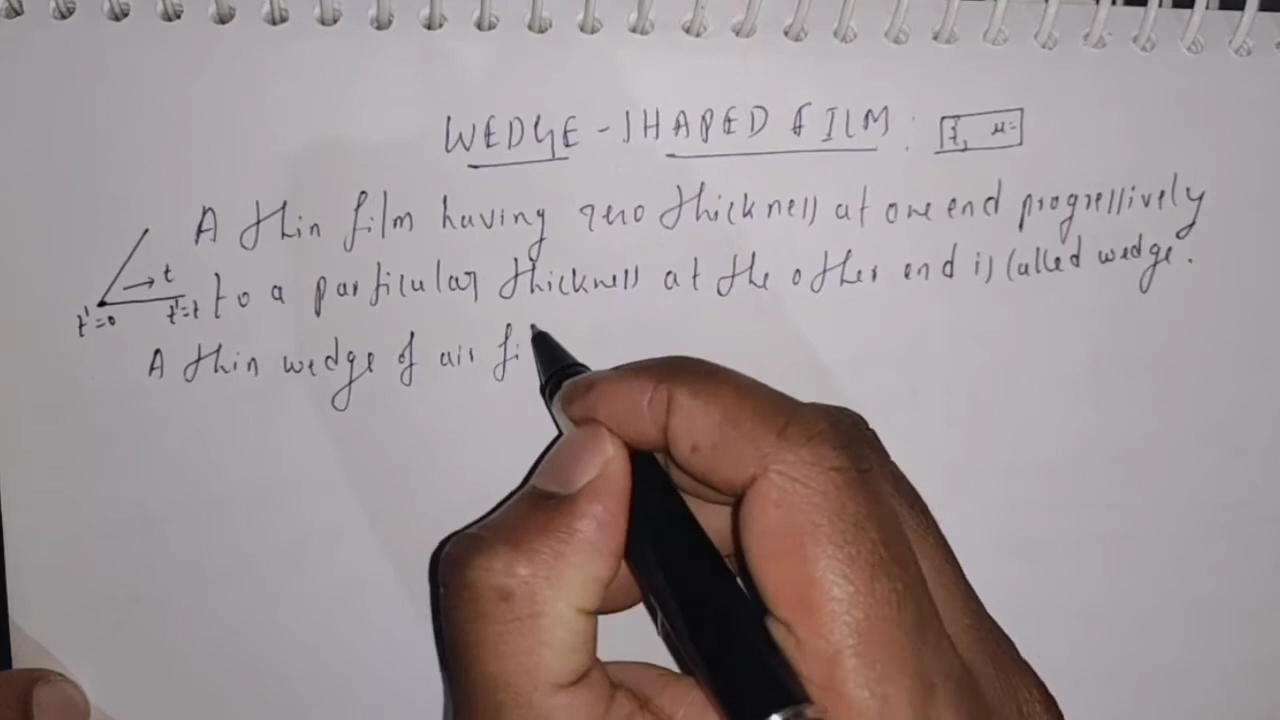 WEDGE-SHAPED FILM : t, μ=
A thin film having zero thickness at one end progressively
→ t
to a particular thickness at the other end is called wedge.
t'=0 t'=t
A thin wedge of air fi